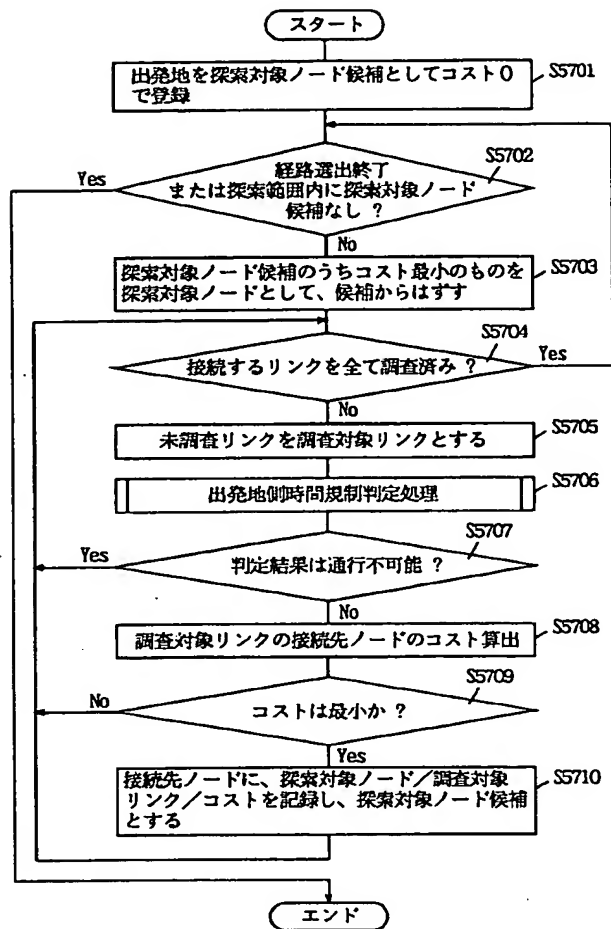 スタート
出発地を探索対象ノード候補としてコスト0
で登録
S5701
経路選出終了
または探索範囲内に探索対象ノード
候補なし ?
S5702
Yes
No
探索対象ノード候補のうちコスト最小のものを
探索対象ノードとして、候補からはずす
S5703
接続するリンクを全て調査済み ?
S5704
Yes
No
未調査リンクを調査対象リンクとする
S5705
出発地側時間規制判定処理
S5706
判定結果は通行不可能 ?
S5707
Yes
No
調査対象リンクの接続先ノードのコスト算出
S5708
コストは最小か ?
S5709
No
Yes
接続先ノードに、探索対象ノード/調査対象
リンク/コストを記録し、探索対象ノード候補
とする
S5710
エンド